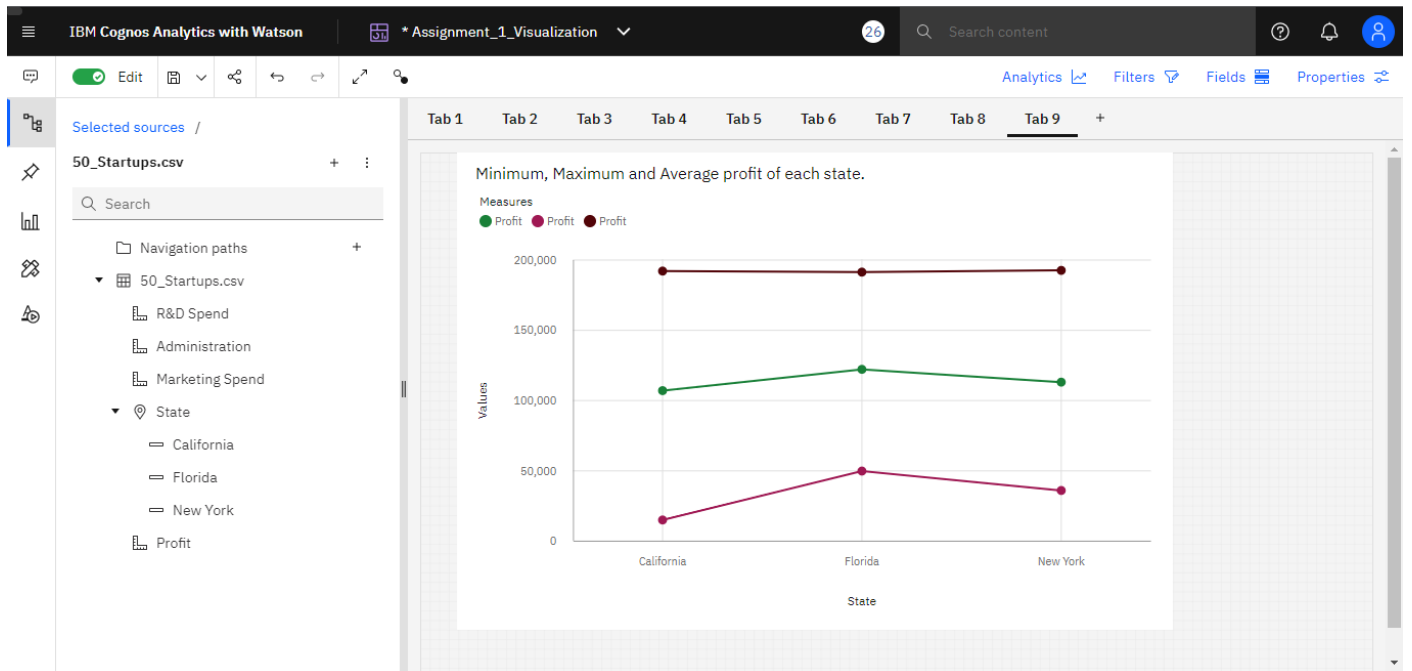 IBM Cognos Analytics with Watson
* Assignment_1_Visualization
26
Search content
Edit
Analytics
Filters
Fields
Properties
Selected sources /
50_Startups.csv
Search
Navigation paths
50_Startups.csv
R&D Spend
Administration
Marketing Spend
State
California
Florida
New York
Profit
Tab 1 Tab 2 Tab 3 Tab 4 Tab 5 Tab 6 Tab 7 Tab 8 Tab 9 +
Minimum, Maximum and Average profit of each state.
Measures
Profit Profit Profit
200,000
150,000
100,000
50,000
0
Values
California Florida New York
State